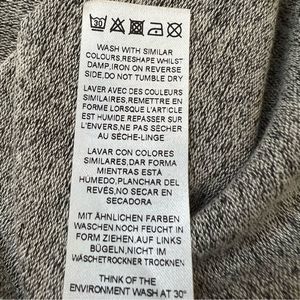 30
WASH WITH SIMILAR
COLOURS,RESHAPE WHILST
DAMP,IRON ON REVERSE
SIDE,DO NOT TUMBLE DRY
LAVER AVEC DES COULEURS
SIMILAIRES,REMETTRE EN
FORME LORSQUE L'ARTICLE
EST HUMIDE REPASSER SUR
L'ENVERS,NE PAS SÉCHER
AU SÈCHE-LINGE
LAVAR CON COLORES
SIMILARES,DAR FORMA
MIENTRAS ESTÁ
HÚMEDO,PLANCHAR DEL
REVÉS,NO SECAR EN
SECADORA
MIT ÄHNLICHEN FARBEN
WASCHEN,NOCH FEUCHT IN
FORM ZIEHEN,AUF LINKS
BÜGELN,NICHT IM
WÄSCHETROCKNER TROCKNEN
THINK OF THE
ENVIRONMENT WASH AT 30°